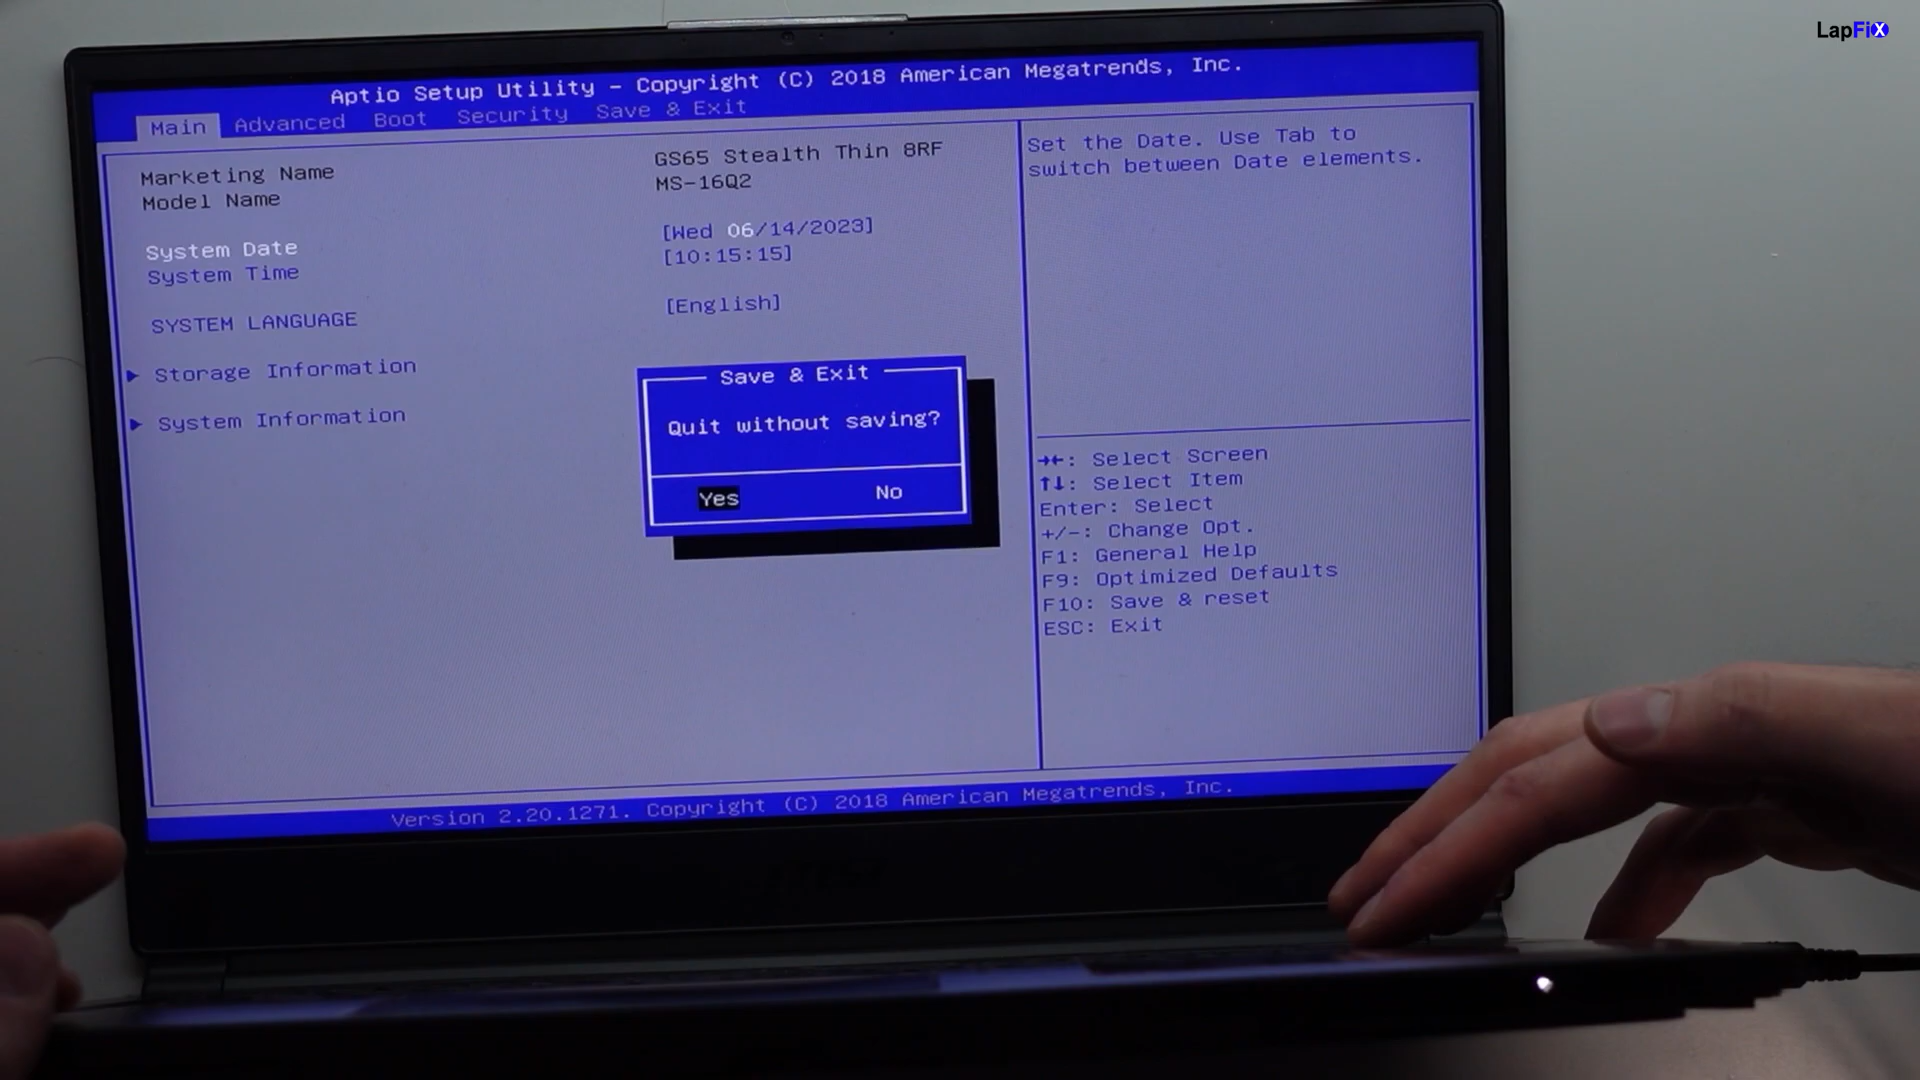 LapFix
Aptio Setup Utility – Copyright (C) 2018 American Megatrends, Inc.
Main Advanced Boot Security Save & Exit
Marketing Name GS65 Stealth Thin 8RF
Model Name MS-16Q2
System Date [Wed 06/14/2023]
System Time [10:15:15]
SYSTEM LANGUAGE [English]
► Storage Information
► System Information
Set the Date. Use Tab to
switch between Date elements.
Save & Exit
Quit without saving?
Yes No
→←: Select Screen
↑↓: Select Item
Enter: Select
+/-: Change Opt.
F1: General Help
F9: Optimized Defaults
F10: Save & reset
ESC: Exit
Version 2.20.1271. Copyright (C) 2018 American Megatrends, Inc.